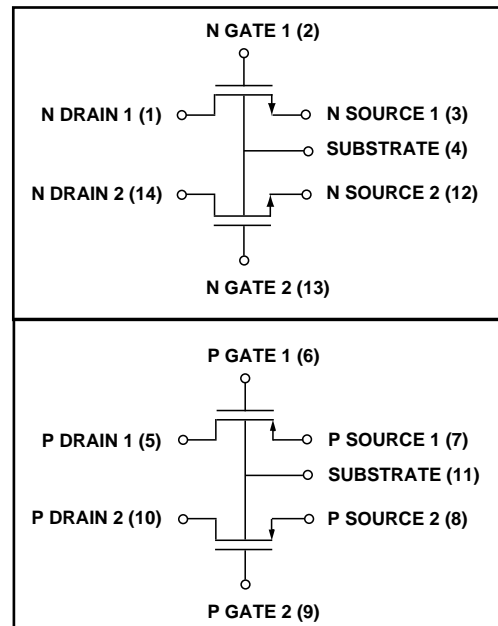 N GATE 1 (2)
N DRAIN 1 (1)
N SOURCE 1 (3)
SUBSTRATE (4)
N DRAIN 2 (14)
N SOURCE 2 (12)
N GATE 2 (13)
P GATE 1 (6)
P DRAIN 1 (5)
P SOURCE 1 (7)
SUBSTRATE (11)
P DRAIN 2 (10)
P SOURCE 2 (8)
P GATE 2 (9)